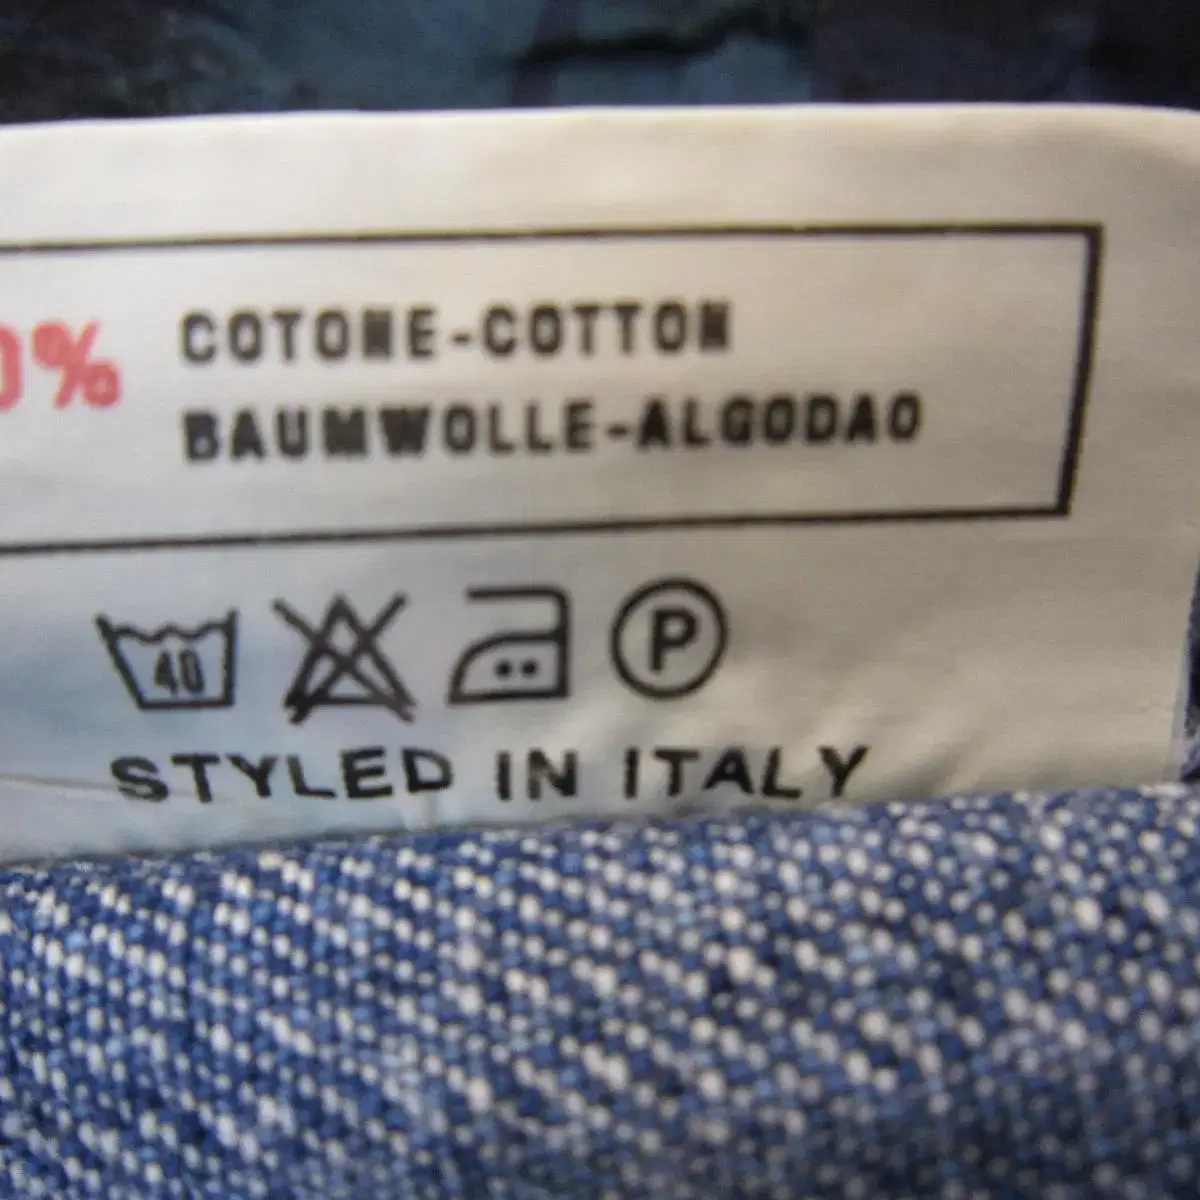 0% COTONE-COTTON
BAUMWOLLE-ALGODAO
40 P
STYLED IN ITALY